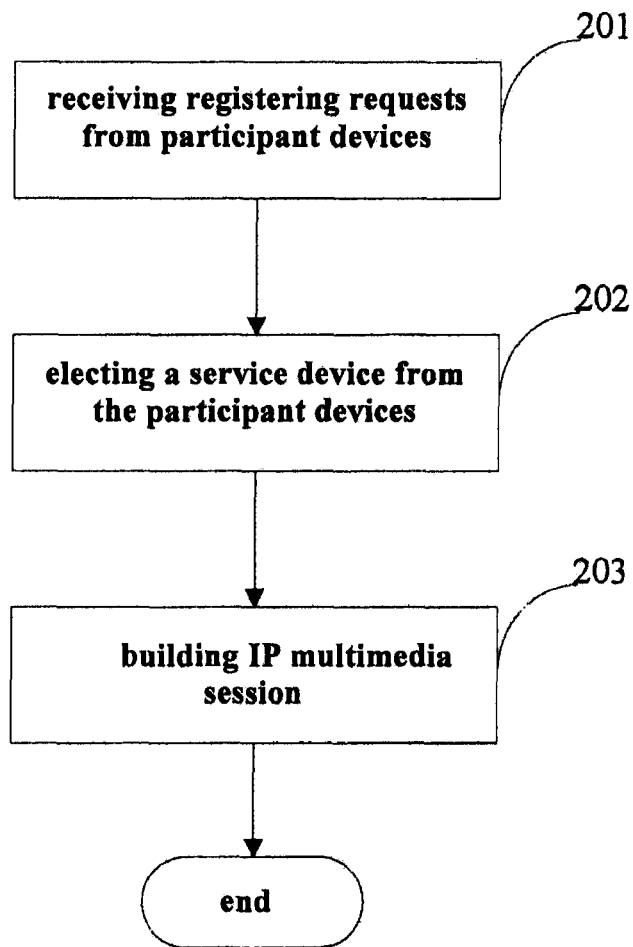 201
receiving registering requests
from participant devices
202
electing a service device from
the participant devices
203
building IP multimedia
session
end